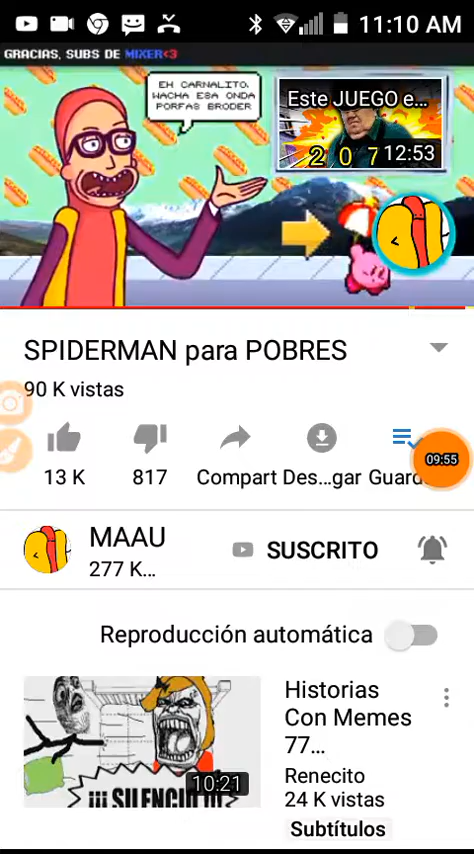 11:10 AM
GRACIAS, SUBS DE MIXER<3
EH CARNALITO.
WACHA ESA ONDA
PORFAS BRODER
Este JUEGO e...
2 0 7
12:53
SPIDERMAN para POBRES
90 K vistas
13 K
817
Compart
Des...gar
Guard
09:55
MAAU
277 K...
SUSCRITO
Reproducción automática
¡¡¡ SILENCIO !!!
10:21
Historias
Con Memes
77...
Renecito
24 K vistas
Subtítulos